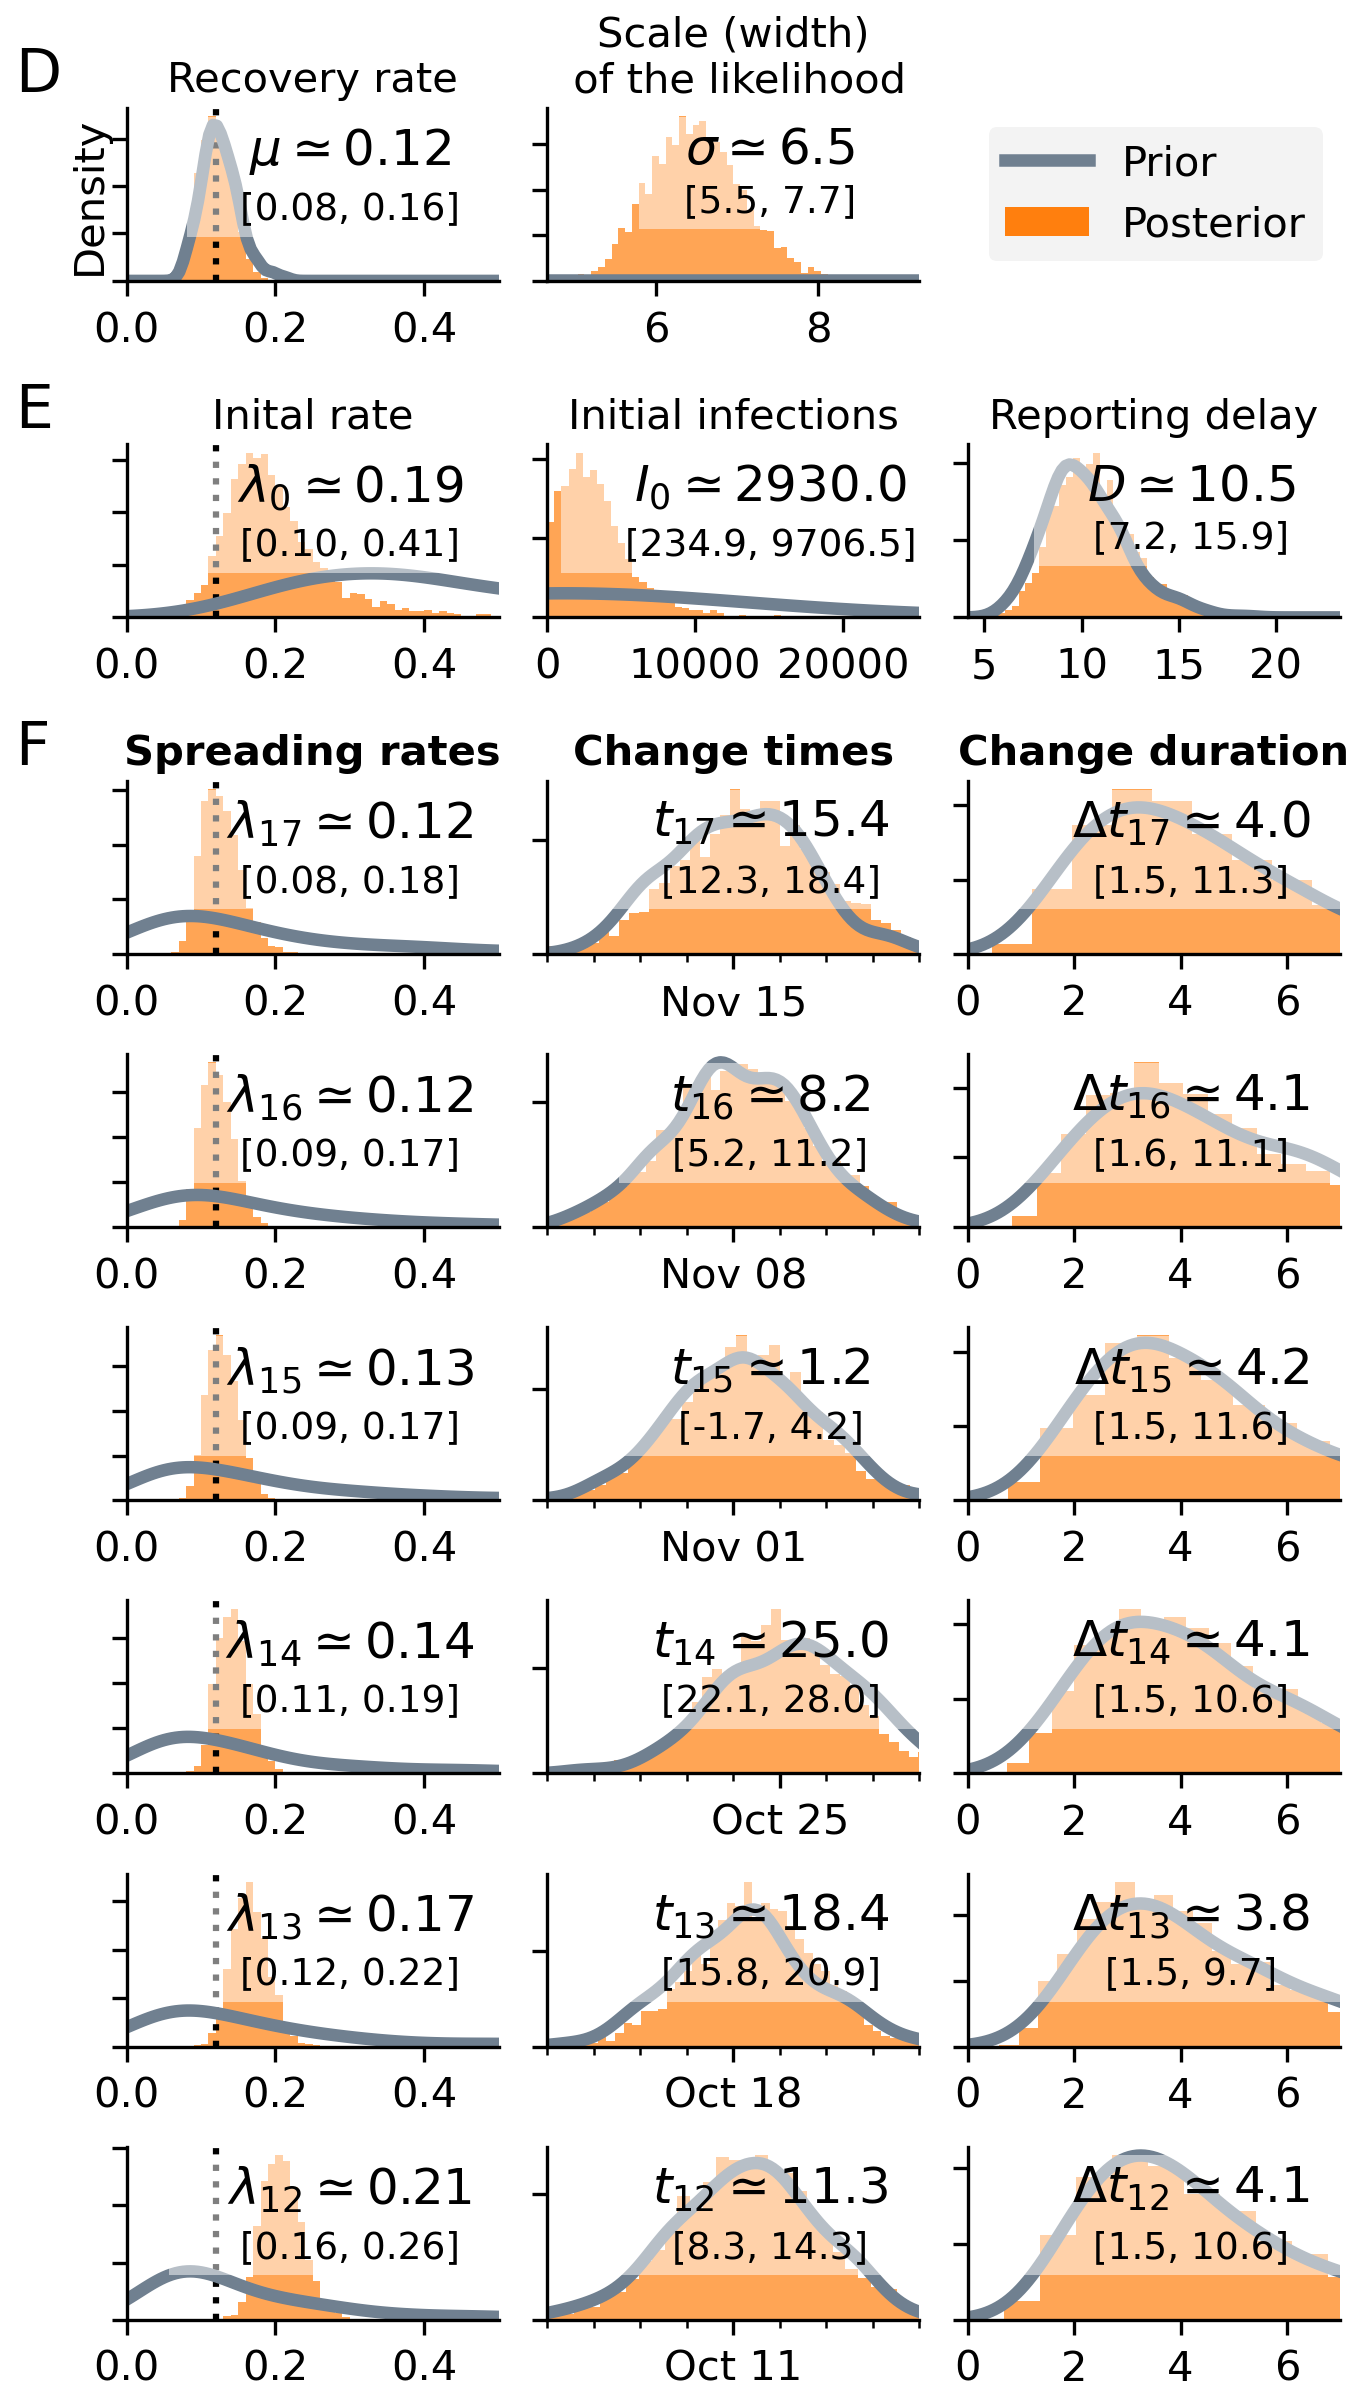 D
Recovery rate
Scale (width)
of the likelihood
Density
μ ≃ 0.12
[0.08, 0.16]
σ ≃ 6.5
[5.5, 7.7]
Prior
Posterior
0.0 0.2 0.4
6 8
E
Inital rate
Initial infections
Reporting delay
λ0 ≃ 0.19
[0.10, 0.41]
I0 ≃ 2930.0
[234.9, 9706.5]
D ≃ 10.5
[7.2, 15.9]
0.0 0.2 0.4
0 10000 20000
5 10 15 20
F
Spreading rates
Change times
Change duration
λ17 ≃ 0.12
[0.08, 0.18]
t17 ≃ 15.4
[12.3, 18.4]
Δt17 ≃ 4.0
[1.5, 11.3]
0.0 0.2 0.4
Nov 15
0 2 4 6
λ16 ≃ 0.12
[0.09, 0.17]
t16 ≃ 8.2
[5.2, 11.2]
Δt16 ≃ 4.1
[1.6, 11.1]
0.0 0.2 0.4
Nov 08
0 2 4 6
λ15 ≃ 0.13
[0.09, 0.17]
t15 ≃ 1.2
[-1.7, 4.2]
Δt15 ≃ 4.2
[1.5, 11.6]
0.0 0.2 0.4
Nov 01
0 2 4 6
λ14 ≃ 0.14
[0.11, 0.19]
t14 ≃ 25.0
[22.1, 28.0]
Δt14 ≃ 4.1
[1.5, 10.6]
0.0 0.2 0.4
Oct 25
0 2 4 6
λ13 ≃ 0.17
[0.12, 0.22]
t13 ≃ 18.4
[15.8, 20.9]
Δt13 ≃ 3.8
[1.5, 9.7]
0.0 0.2 0.4
Oct 18
0 2 4 6
λ12 ≃ 0.21
[0.16, 0.26]
t12 ≃ 11.3
[8.3, 14.3]
Δt12 ≃ 4.1
[1.5, 10.6]
0.0 0.2 0.4
Oct 11
0 2 4 6